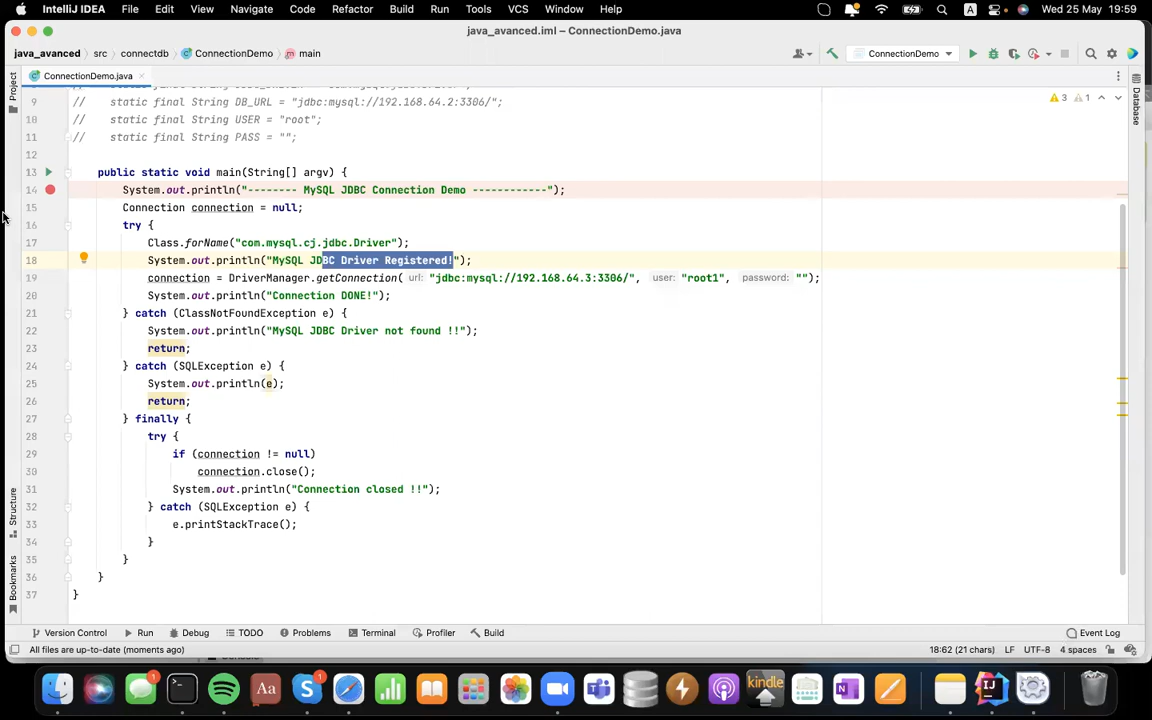 IntelliJ IDEA File Edit View Navigate Code Refactor Build Run Tools VCS Window Help A Wed 25 May 19:59
java_avanced.iml – ConnectionDemo.java
java_avanced src connectdb ConnectionDemo main ConnectionDemo
ConnectionDemo.java
Project
Database
3 1
9 // static final String DB_URL = "jdbc:mysql://192.168.64.2:3306/";
10 // static final String USER = "root";
11 // static final String PASS = "";
12
13 public static void main(String[] argv) {
14 System.out.println("-------- MySQL JDBC Connection Demo ------------");
15 Connection connection = null;
16 try {
17 Class.forName("com.mysql.cj.jdbc.Driver");
18 System.out.println("MySQL JDBC Driver Registered!");
19 connection = DriverManager.getConnection( url: "jdbc:mysql://192.168.64.3:3306/", user: "root1", password: "");
20 System.out.println("Connection DONE!");
21 } catch (ClassNotFoundException e) {
22 System.out.println("MySQL JDBC Driver not found !!");
23 return;
24 } catch (SQLException e) {
25 System.out.println(e);
26 return;
27 } finally {
28 try {
29 if (connection != null)
30 connection.close();
31 System.out.println("Connection closed !!");
32 } catch (SQLException e) {
33 e.printStackTrace();
34 }
35 }
36 }
37 }
Structure
Bookmarks
Version Control Run Debug TODO Problems Terminal Profiler Build Event Log
All files are up-to-date (moments ago) 18:62 (21 chars) LF UTF-8 4 spaces
1 Aa 1 kindle